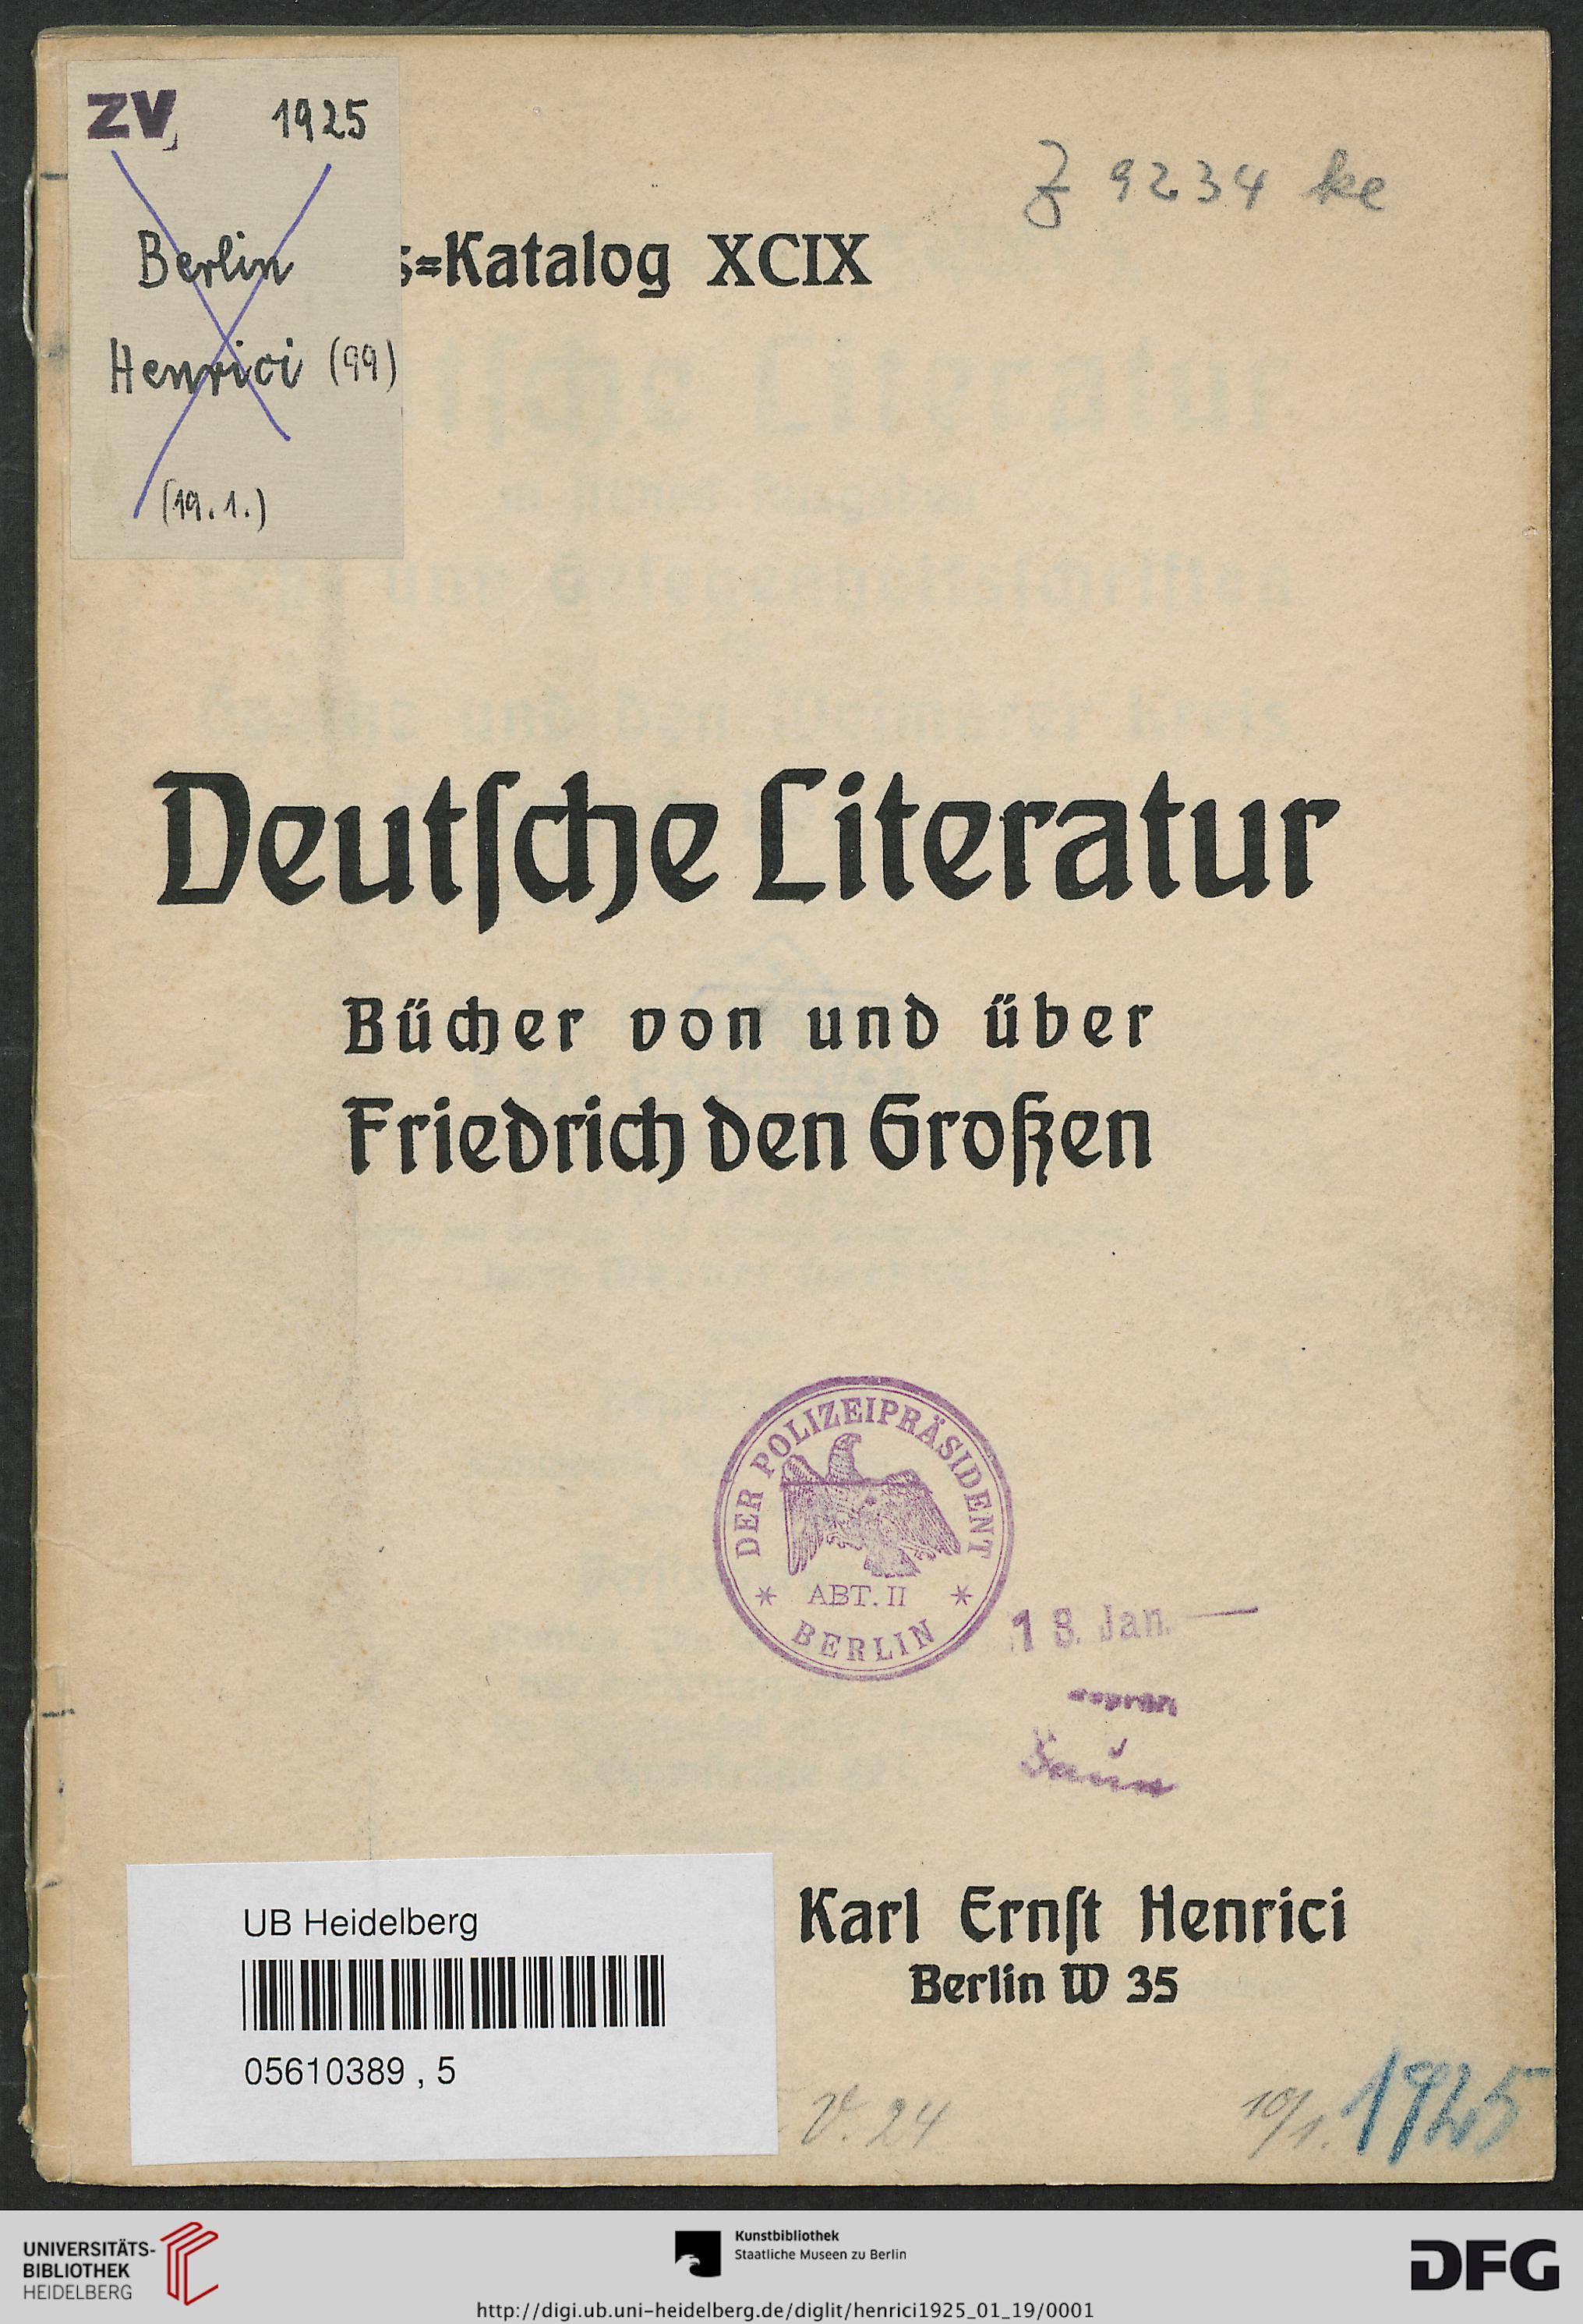 ZV 1925
Berlin
Henrici (99)
(19.1.)
Z 9234 ke
s=Katalog XCIX
Deutſche Literatur
Bücher von und über
Friedrich den Großen
DER POLIZEIPRÄSIDENT
* ABT. II *
BERLIN
18. Jan.
Karl Ernſt Henrici
Berlin W 35
UB Heidelberg
05610389 , 5
V. 24
10/1. 1925
UNIVERSITÄTS-
BIBLIOTHEK
HEIDELBERG
Kunstbibliothek
Staatliche Museen zu Berlin
DFG
http://digi.ub.uni-heidelberg.de/diglit/henrici1925_01_19/0001